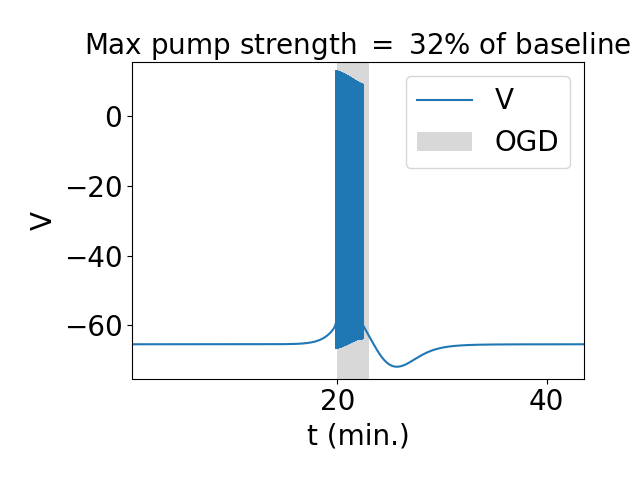 Max pump strength = 32% of baseline
V
OGD
0
−20
−40
−60
V
20
40
t (min.)